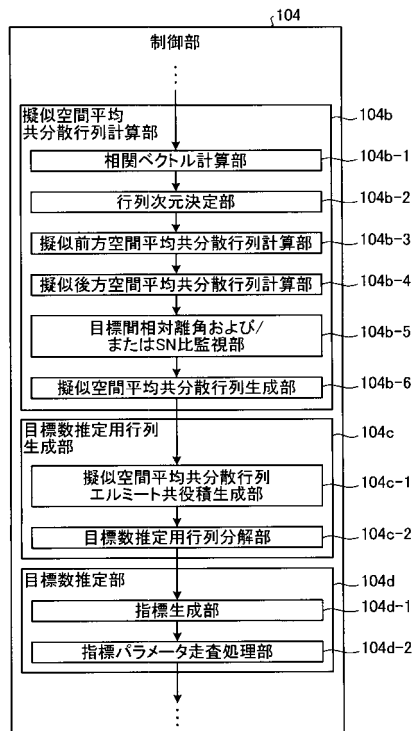 104
制御部
擬似空間平均
共分散行列計算部
104b
相関ベクトル計算部
104b-1
行列次元決定部
104b-2
擬似前方空間平均共分散行列計算部
104b-3
擬似後方空間平均共分散行列計算部
104b-4
目標間相対離角および/
またはSN比監視部
104b-5
擬似空間平均共分散行列生成部
104b-6
目標数推定用行列
生成部
104c
擬似空間平均共分散行列
エルミート共役積生成部
104c-1
目標数推定用行列分解部
104c-2
目標数推定部
104d
指標生成部
104d-1
指標パラメータ走査処理部
104d-2